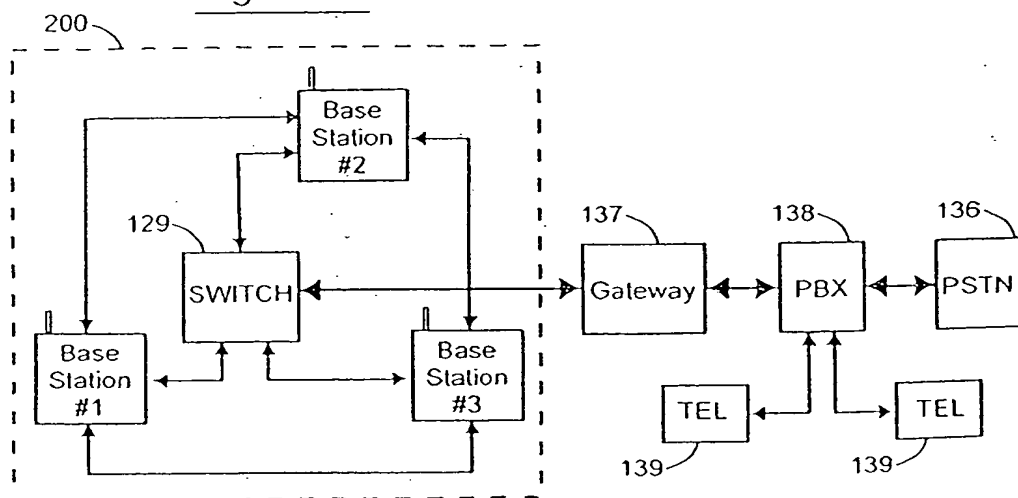 200
Base
Station
#2
129
SWITCH
137
138
136
Gateway
PBX
PSTN
Base
Station
#1
Base
Station
#3
TEL
TEL
139
139